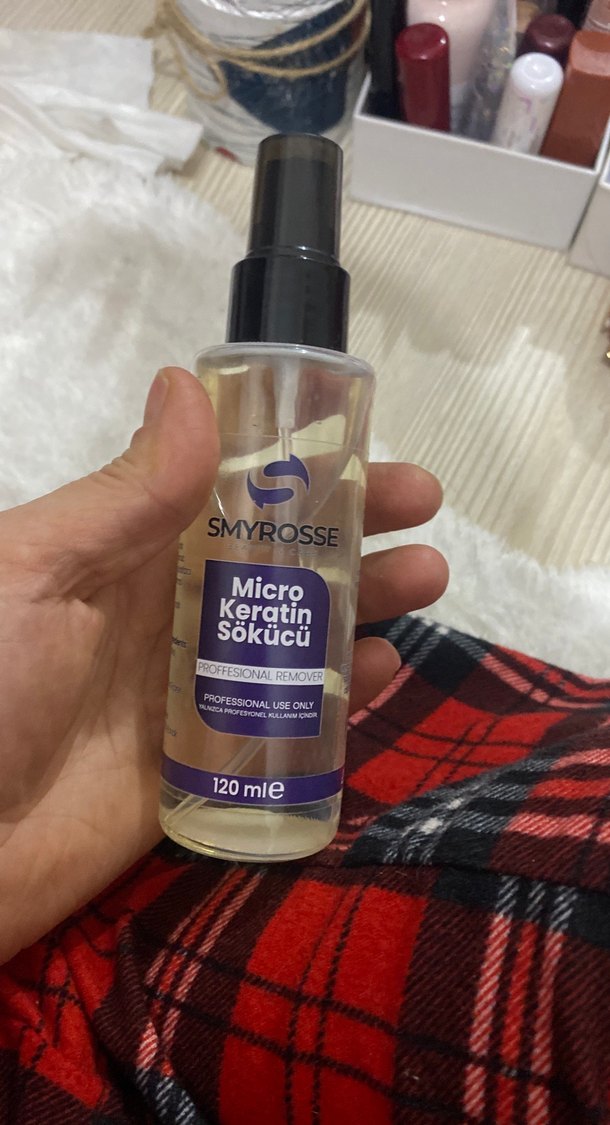 SMYROSSE
Micro
Keratin
Sökücü
PROFFESIONAL REMOVER
PROFESSIONAL USE ONLY
YALNIZCA PROFESYONEL KULLANIM İÇİNDİR.
120 ml℮